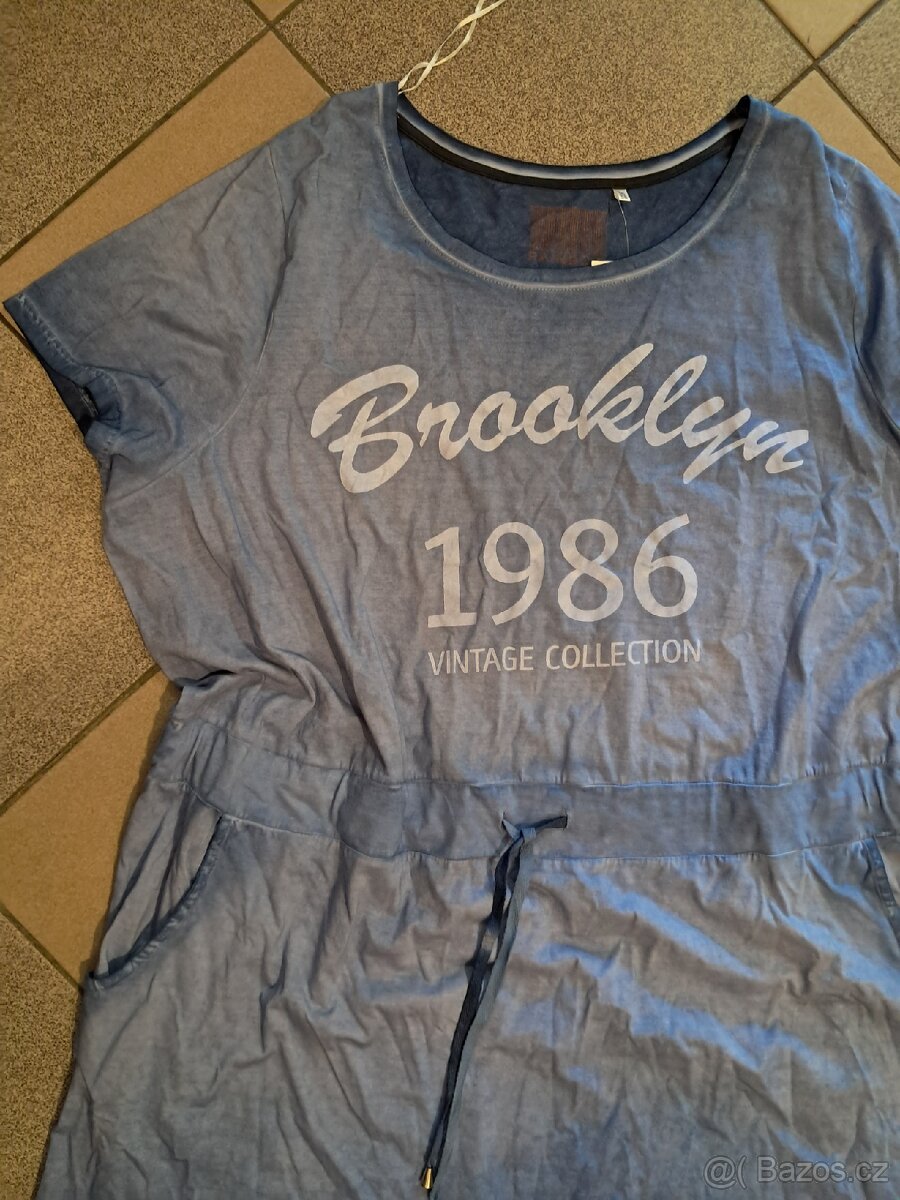 Brooklyn
1986
VINTAGE COLLECTION
@( Bazos.cz